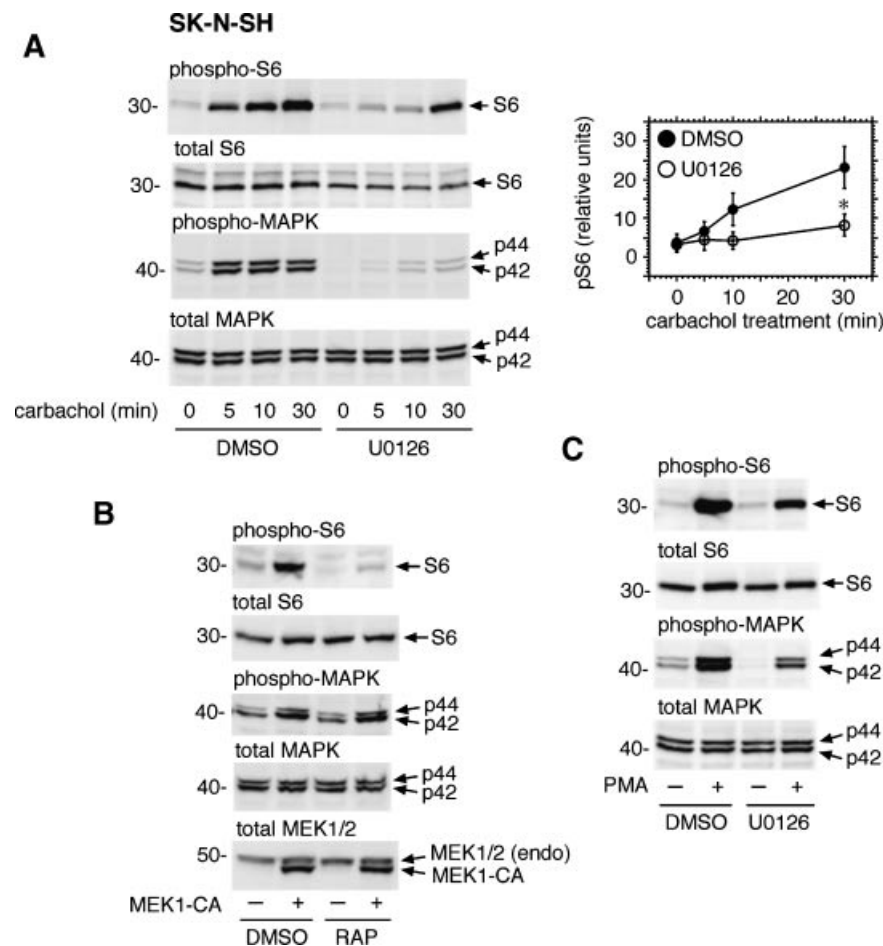 SK-N-SH
A
phospho-S6
30-
S6
total S6
30-
S6
phospho-MAPK
40-
p44
p42
total MAPK
40-
p44
p42
carbachol (min) 0 5 10 30 0 5 10 30
DMSO U0126
pS6 (relative units)
30
20
10
0
DMSO
U0126
*
0 10 20 30
carbachol treatment (min)
B
phospho-S6
30-
S6
total S6
30-
S6
phospho-MAPK
40-
p44
p42
total MAPK
40-
p44
p42
total MEK1/2
50-
MEK1/2 (endo)
MEK1-CA
MEK1-CA – + – +
DMSO RAP
C
phospho-S6
30-
S6
total S6
30-
S6
phospho-MAPK
40-
p44
p42
total MAPK
40-
p44
p42
PMA – + – +
DMSO U0126